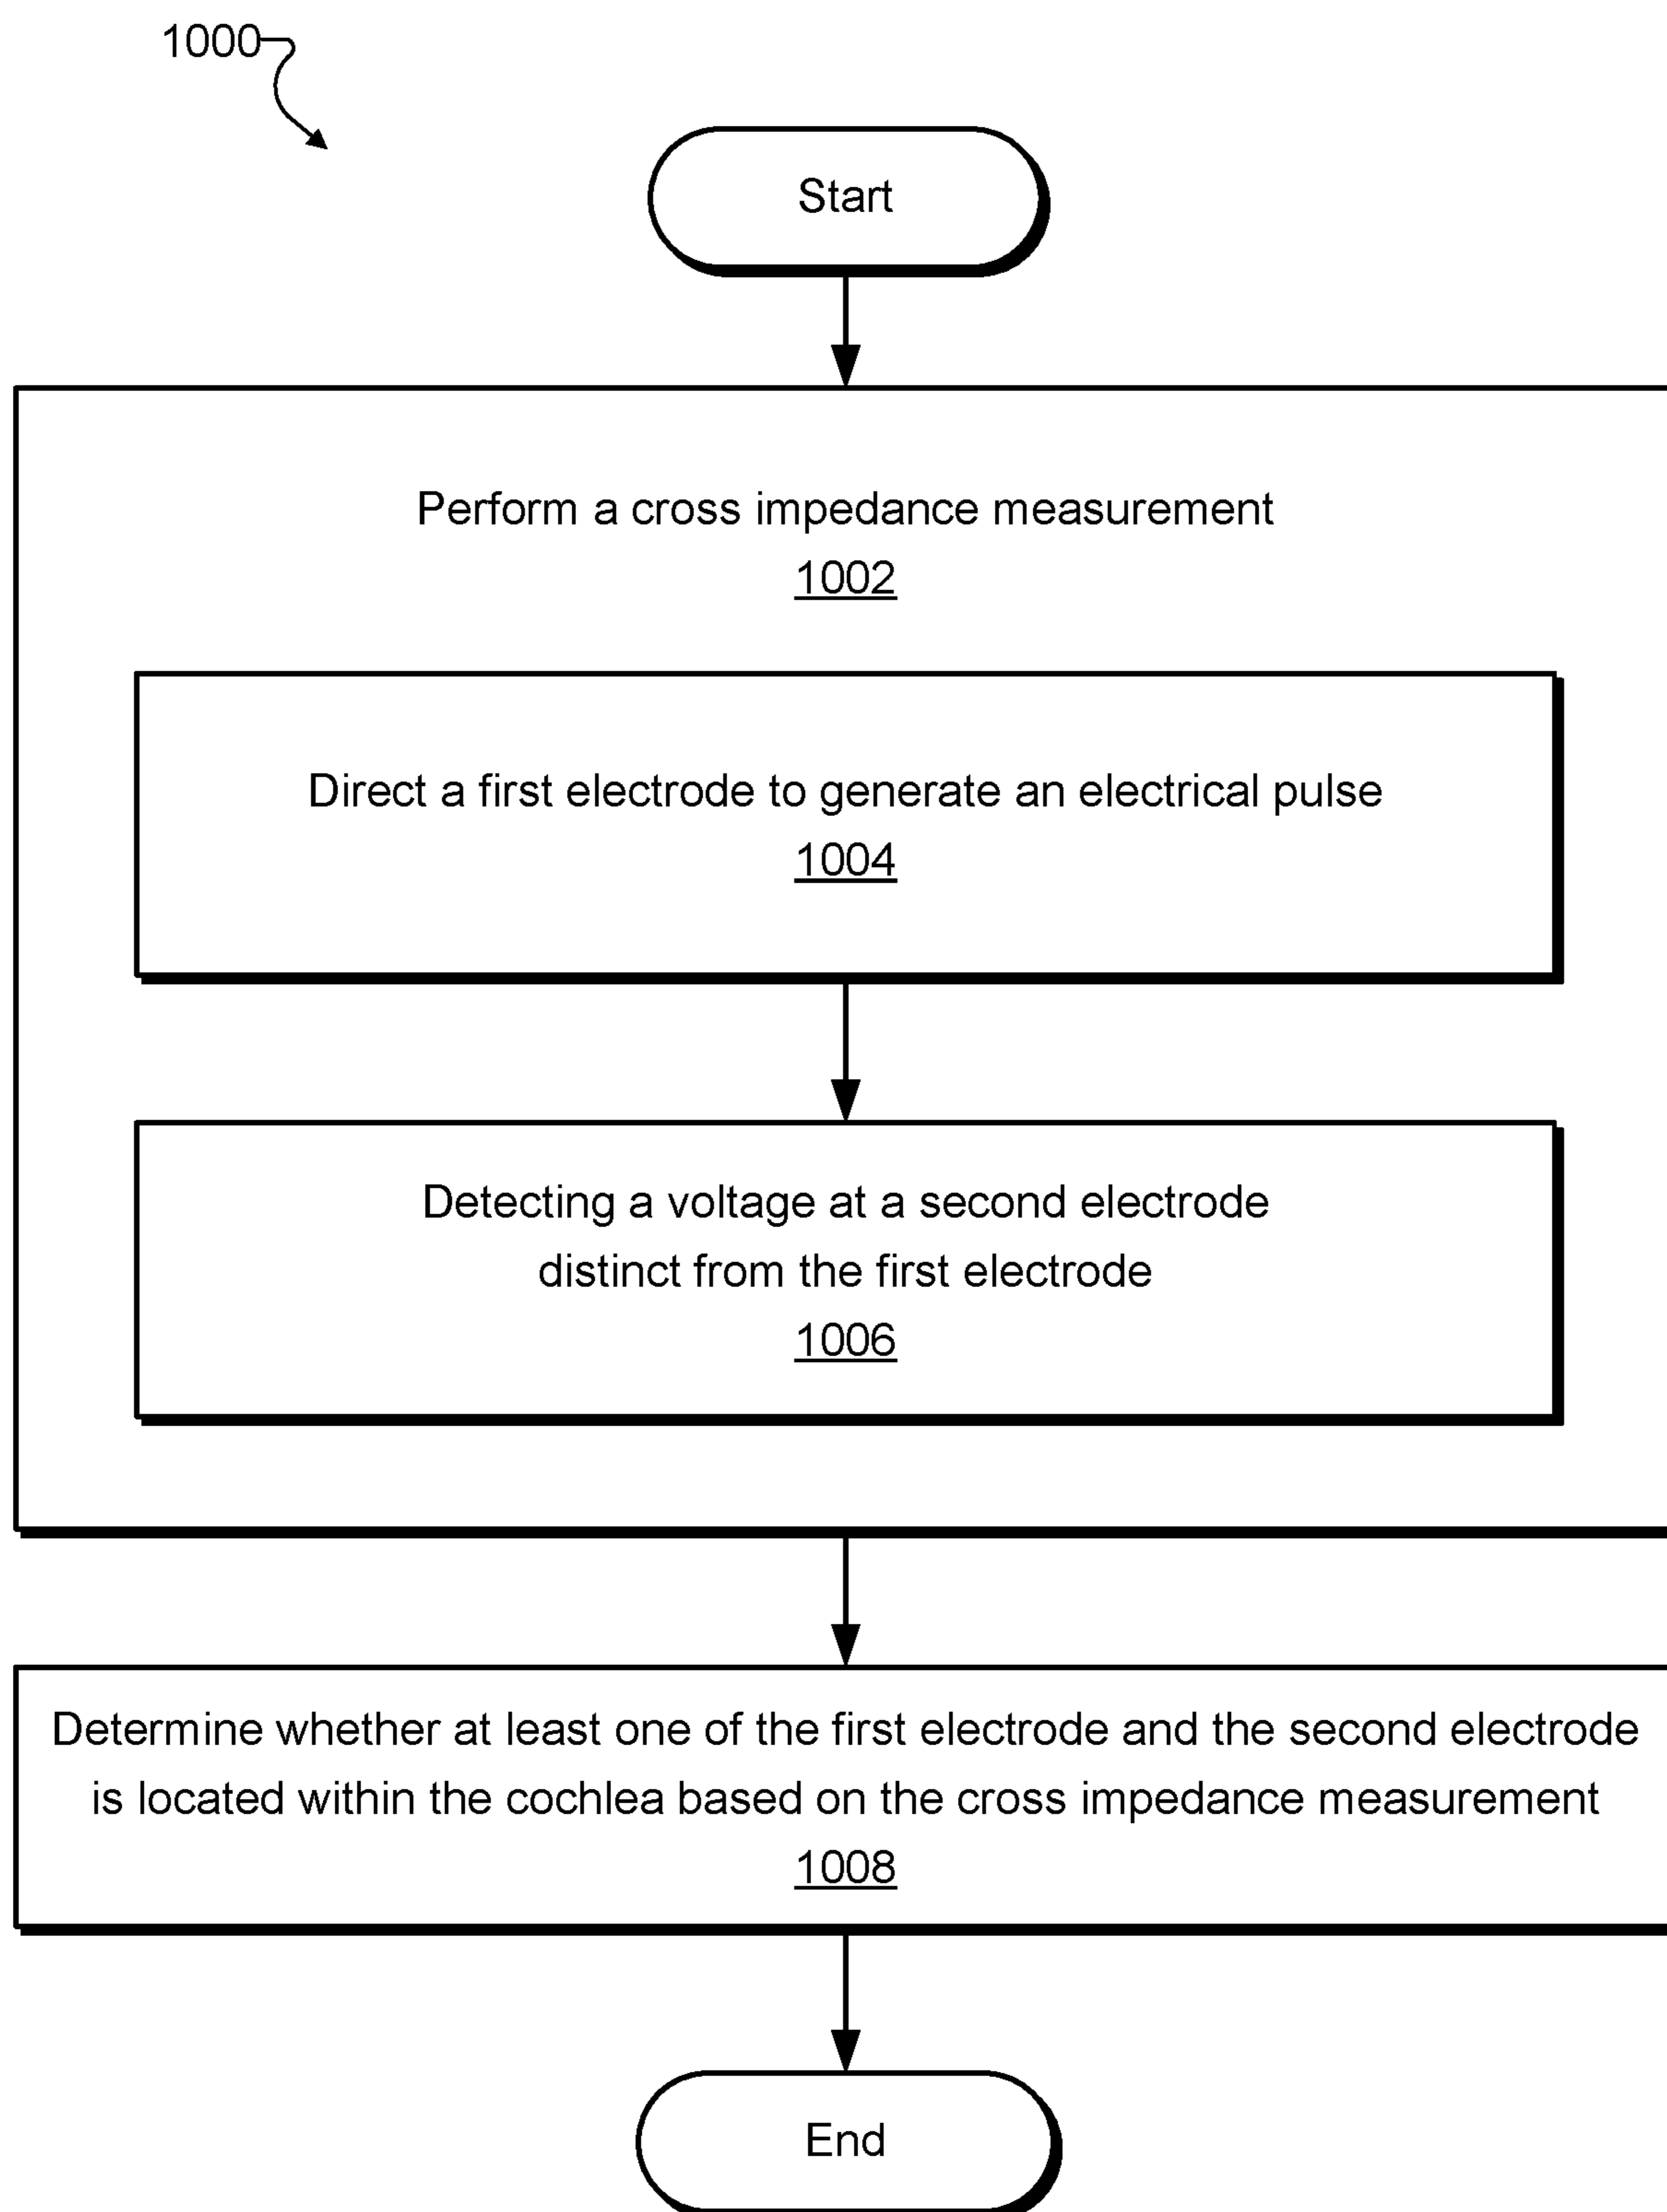 1000
Start
Perform a cross impedance measurement
1002
Direct a first electrode to generate an electrical pulse
1004
Detecting a voltage at a second electrode
distinct from the first electrode
1006
Determine whether at least one of the first electrode and the second electrode
is located within the cochlea based on the cross impedance measurement
1008
End